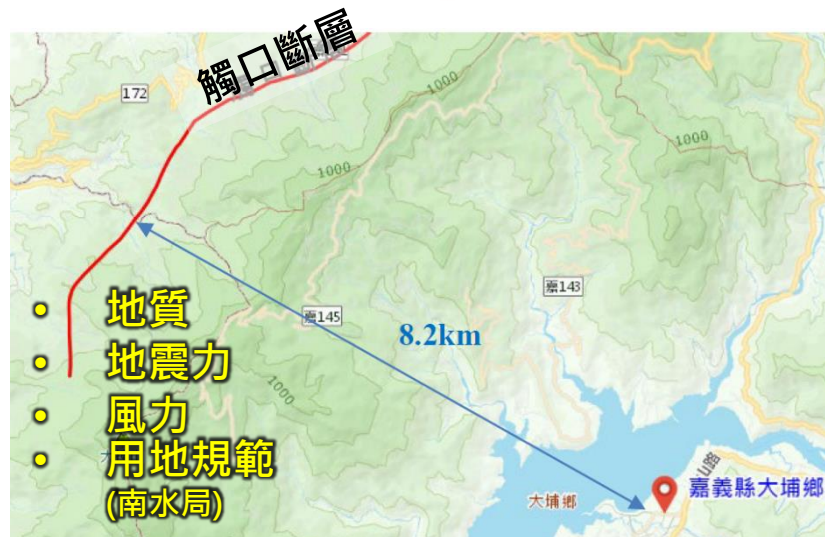 觸口斷層
172
1000
1000
1000
嘉143
嘉145
8.2km
• 地質
• 地震力
• 風力
• 用地規範
(南水局)
1000
大埔鄉
嘉義縣大埔鄉